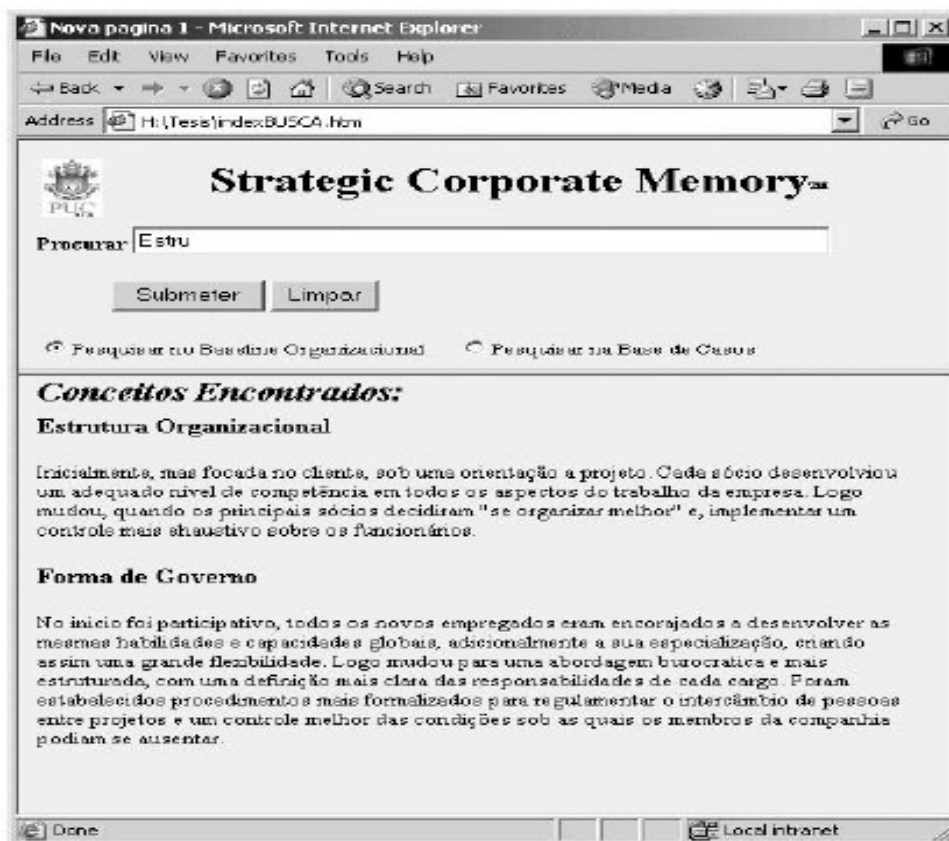 Nova pagina 1 - Microsoft Internet Explorer
File Edit View Favorites Tools Help
Back Search Favorites Media
Address H:\Tesis\indexBUSCA.htm Go
PUC
Strategic Corporate Memory
Procurar Estru
Submeter Limpar
Pesquisar no Baseline Organizacional Pesquisar na Base de Casos
Conceitos Encontrados:
Estrutura Organizacional
Inicialmente, mas focada no cliente, sob uma orientação a projeto. Cada sócio desenvolviou
um adequado nivel de competência em todos os aspectos do trabalho da empresa. Logo
mudou, quando os principais sócios decidiram "se organizar melhor" e, implementar um
controle mais ehaustivo sobre os funcionários.
Forma de Governo
No inicio foi participativo, todos os novos empregados eram encorajados a desenvolver as
mesmas habilidades e capacidades globais, adicionalmente a sua especialização, criando
assim uma grande flexibilidade. Logo mudou para uma abordagem burocratica e mais
estruturada, com uma definição mais clara das responsabilidades de cada cargo. Foram
estabelecidos procedimentos mais formalizados para regulamentar o intercâmbio de pessoas
entre projetos e um controle melhor das condições sob as quais os membros da companhia
podiam se ausentar.
Done Local intranet